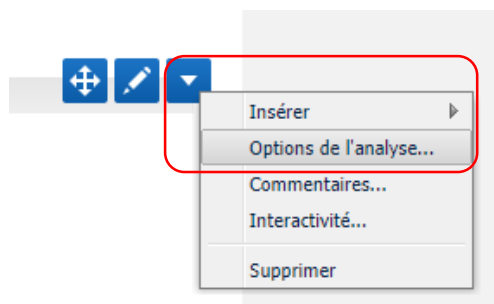 Insérer
Options de l'analyse...
Commentaires...
Interactivité...
Supprimer